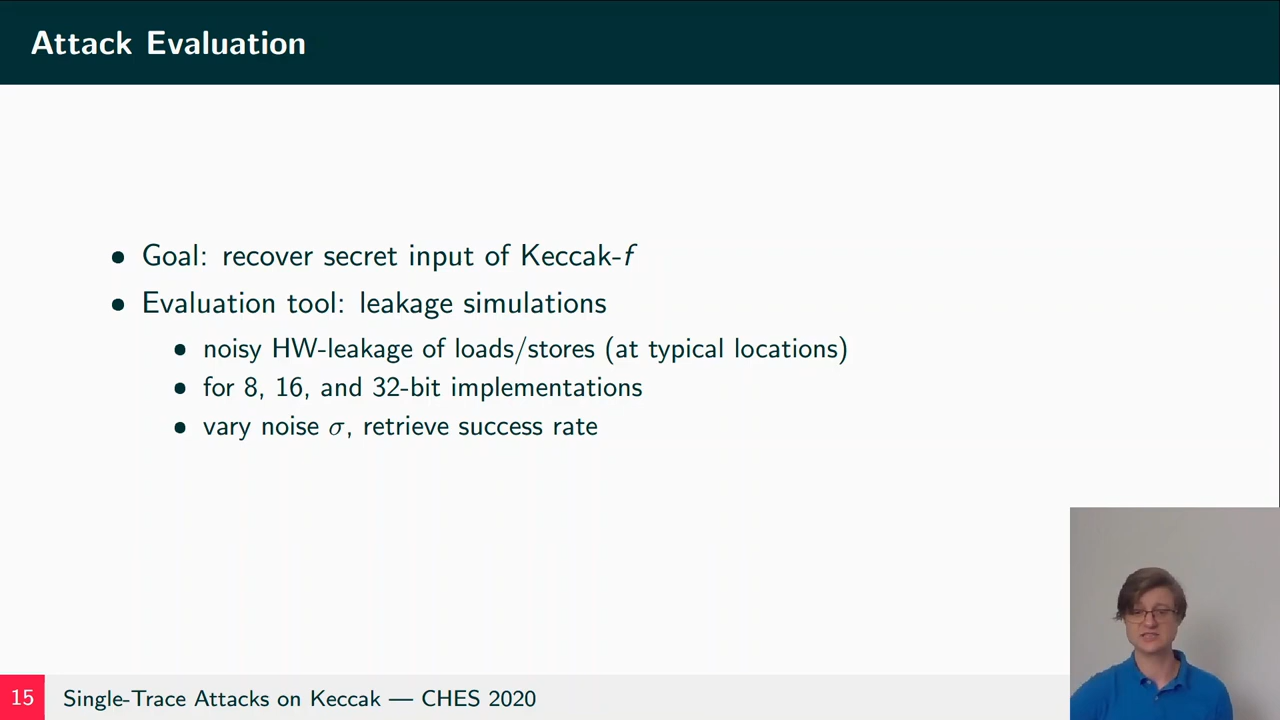 Attack Evaluation
• Goal: recover secret input of Keccak-f
• Evaluation tool: leakage simulations
• noisy HW-leakage of loads/stores (at typical locations)
• for 8, 16, and 32-bit implementations
• vary noise σ, retrieve success rate
15 Single-Trace Attacks on Keccak — CHES 2020